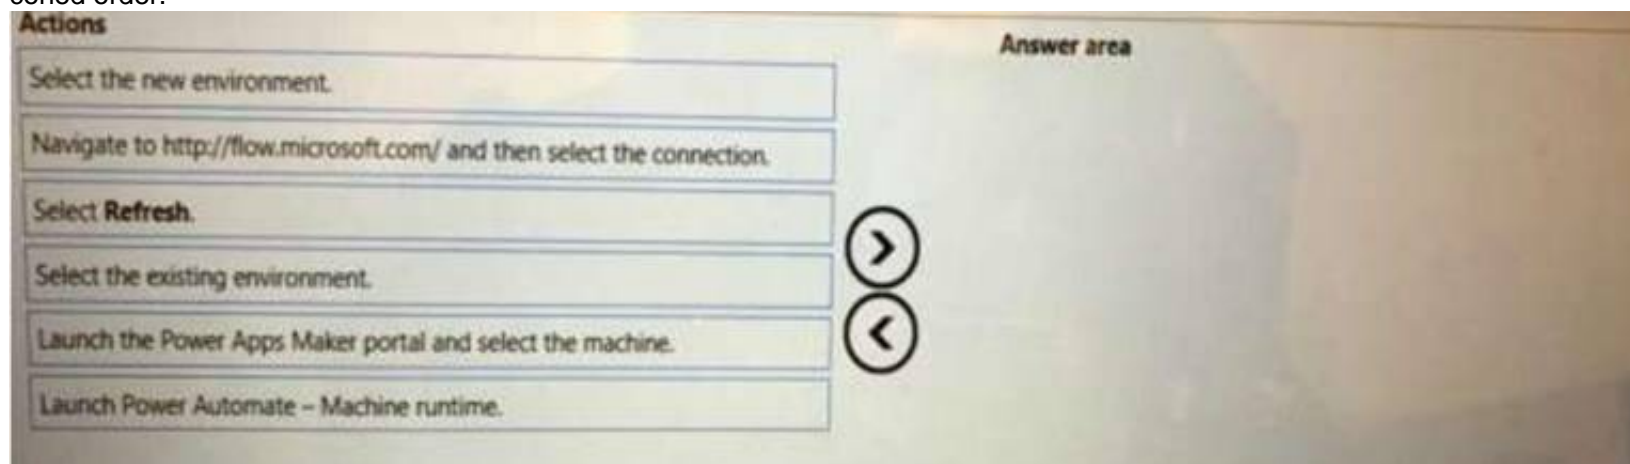 Actions
Answer area
Select the new environment.
Navigate to http://flow.microsoft.com/ and then select the connection.
Select Refresh.
Select the existing environment.
Launch the Power Apps Maker portal and select the machine.
Launch Power Automate – Machine runtime.